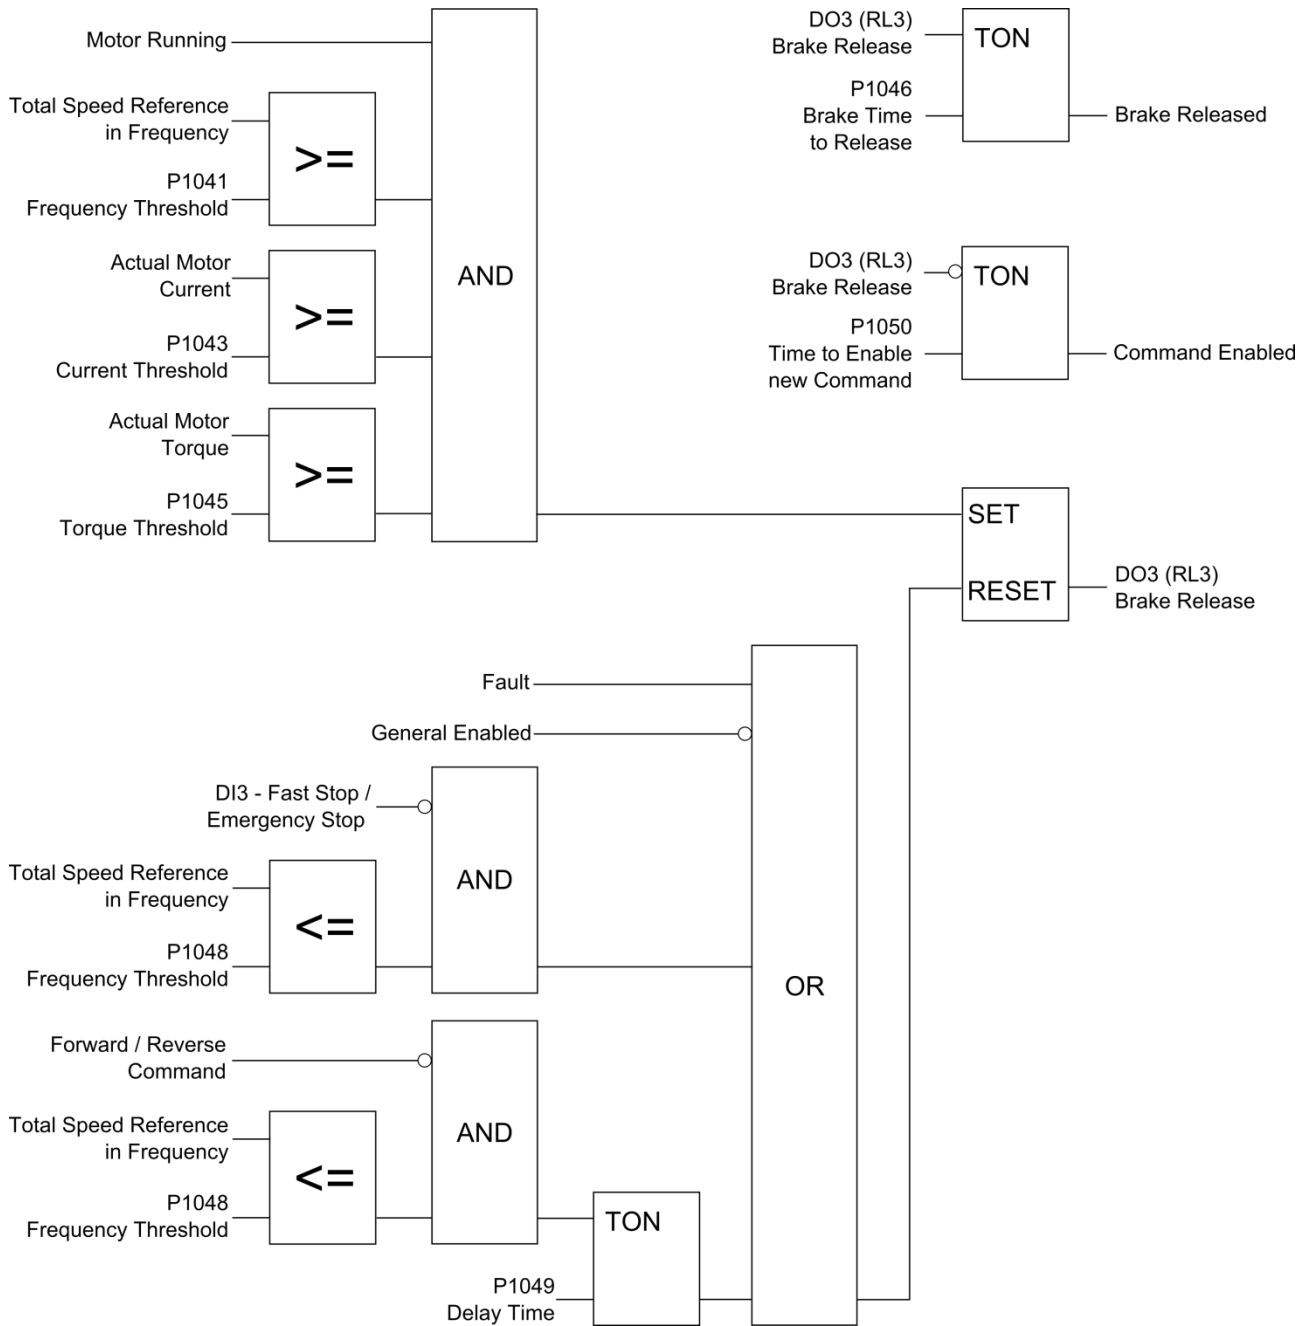 Motor Running
Total Speed Reference
in Frequency
>=
P1041
Frequency Threshold
Actual Motor
Current
>=
P1043
Current Threshold
Actual Motor
Torque
>=
P1045
Torque Threshold
AND
DO3 (RL3)
Brake Release
TON
P1046
Brake Time
to Release
Brake Released
DO3 (RL3)
Brake Release
TON
P1050
Time to Enable
new Command
Command Enabled
SET
RESET
DO3 (RL3)
Brake Release
Fault
General Enabled
DI3 - Fast Stop /
Emergency Stop
Total Speed Reference
in Frequency
<=
P1048
Frequency Threshold
AND
OR
Forward / Reverse
Command
Total Speed Reference
in Frequency
<=
P1048
Frequency Threshold
AND
TON
P1049
Delay Time